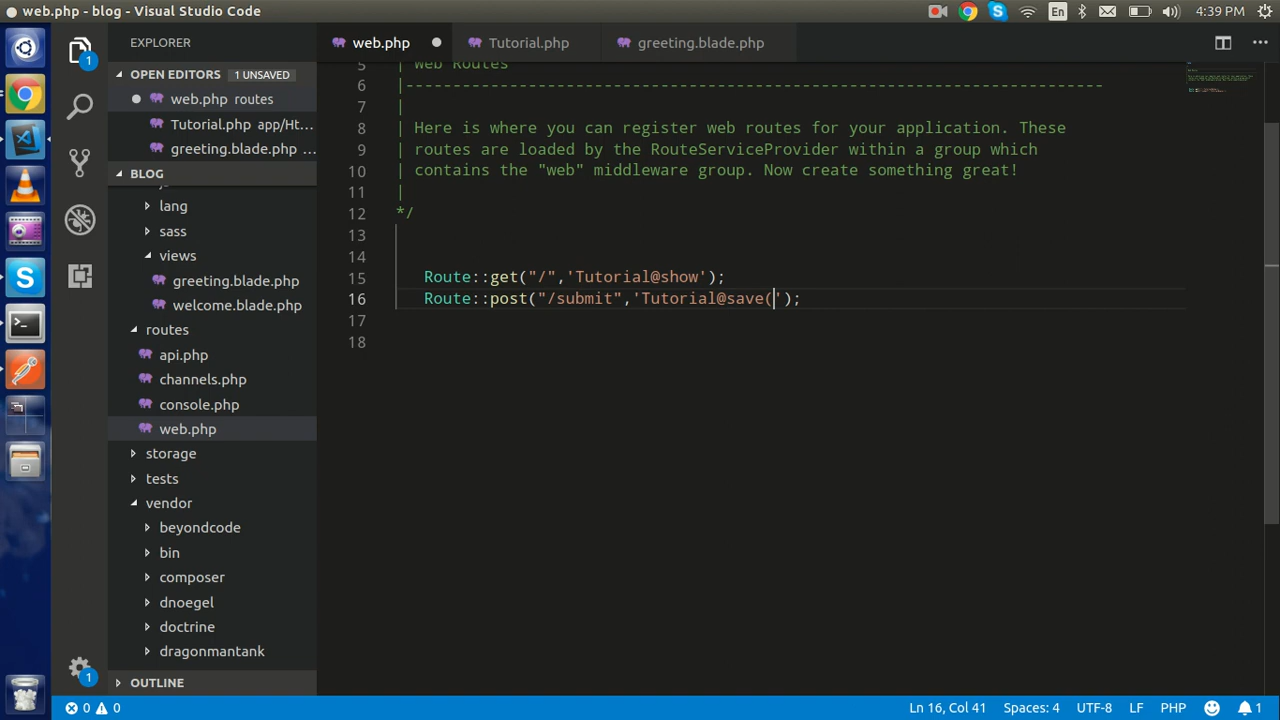 web.php - blog - Visual Studio Code
En
4:39 PM
1
EXPLORER
OPEN EDITORS 1 UNSAVED
web.php routes
Tutorial.php app/Ht...
greeting.blade.php ...
BLOG
lang
sass
views
greeting.blade.php
welcome.blade.php
routes
api.php
channels.php
console.php
web.php
storage
tests
vendor
beyondcode
bin
composer
dnoegel
doctrine
dragonmantank
OUTLINE
1
web.php
Tutorial.php
greeting.blade.php
5 | Web Routes
6 |--------------------------------------------------------------------------
7 |
8 | Here is where you can register web routes for your application. These
9 | routes are loaded by the RouteServiceProvider within a group which
10 | contains the "web" middleware group. Now create something great!
11 |
12 */
13
14
15 Route::get("/",'Tutorial@show');
16 Route::post("/submit",'Tutorial@save(');
17
18
0 0
Ln 16, Col 41
Spaces: 4
UTF-8
LF
PHP
1